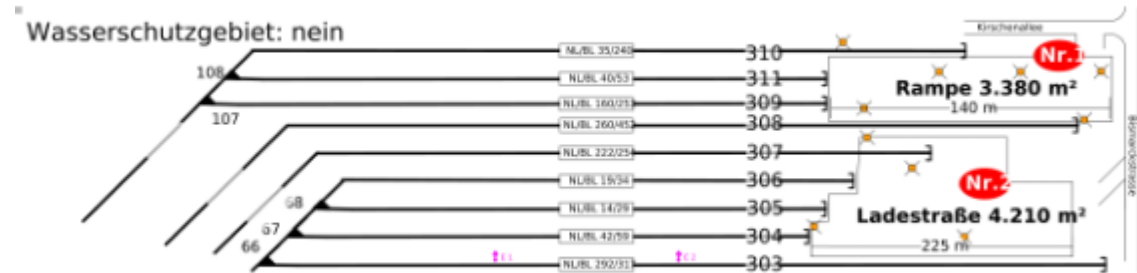 Kirschenallee
Wasserschutzgebiet: nein
NL/BL 35/240 310
Nr.1
108 NL/BL 40/53 311
Rampe 3.380 m²
NL/BL 160/253 309
140 m
107
NL/BL 260/452 308
NL/BL 222/254 307
NL/BL 19/34 306
Nr.2
68 NL/BL 14/29 305
Ladestraße 4.210 m²
67
NL/BL 42/59 304
66
225 m
NL/BL 292/31 303
Bismarckstrasse